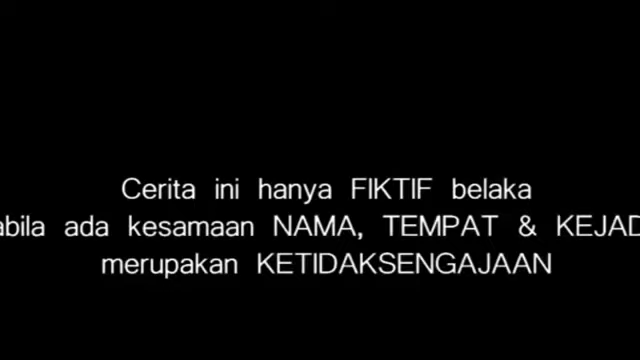 Cerita ini hanya FIKTIF belaka
abila ada kesamaan NAMA, TEMPAT & KEJAD
merupakan KETIDAKSENGAJAAN